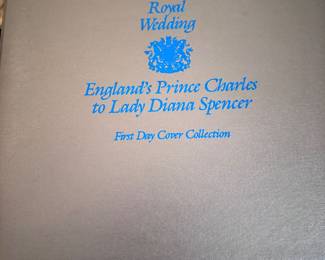 Royal
Wedding
England's Prince Charles
to Lady Diana Spencer
First Day Cover Collection